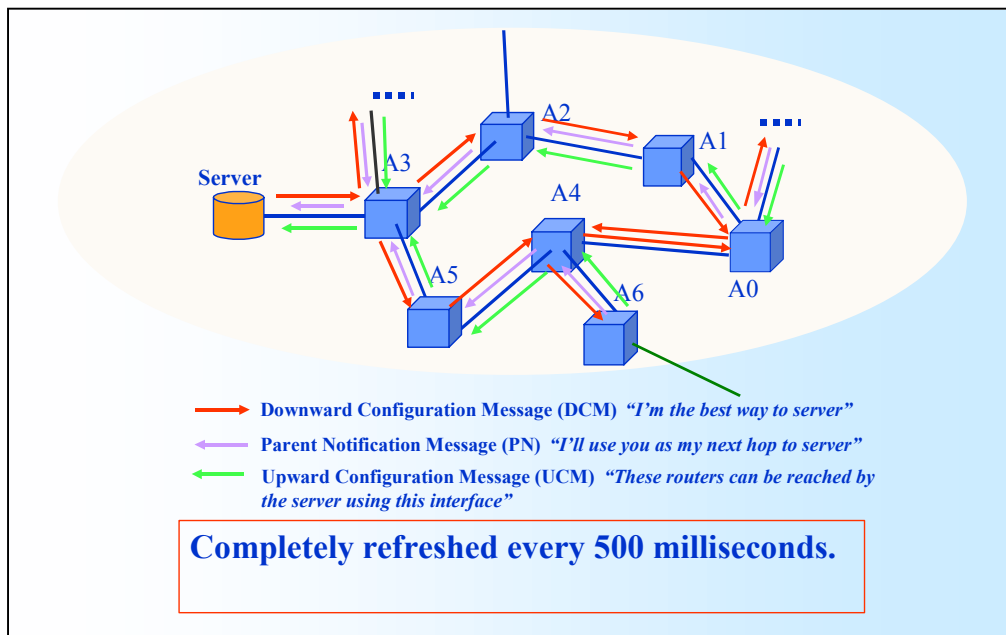 A2
A1
A3
Server
A4
A5
A6
A0
Downward Configuration Message (DCM) “I’m the best way to server”
Parent Notification Message (PN) “I’ll use you as my next hop to server”
Upward Configuration Message (UCM) “These routers can be reached by
the server using this interface”
Completely refreshed every 500 milliseconds.